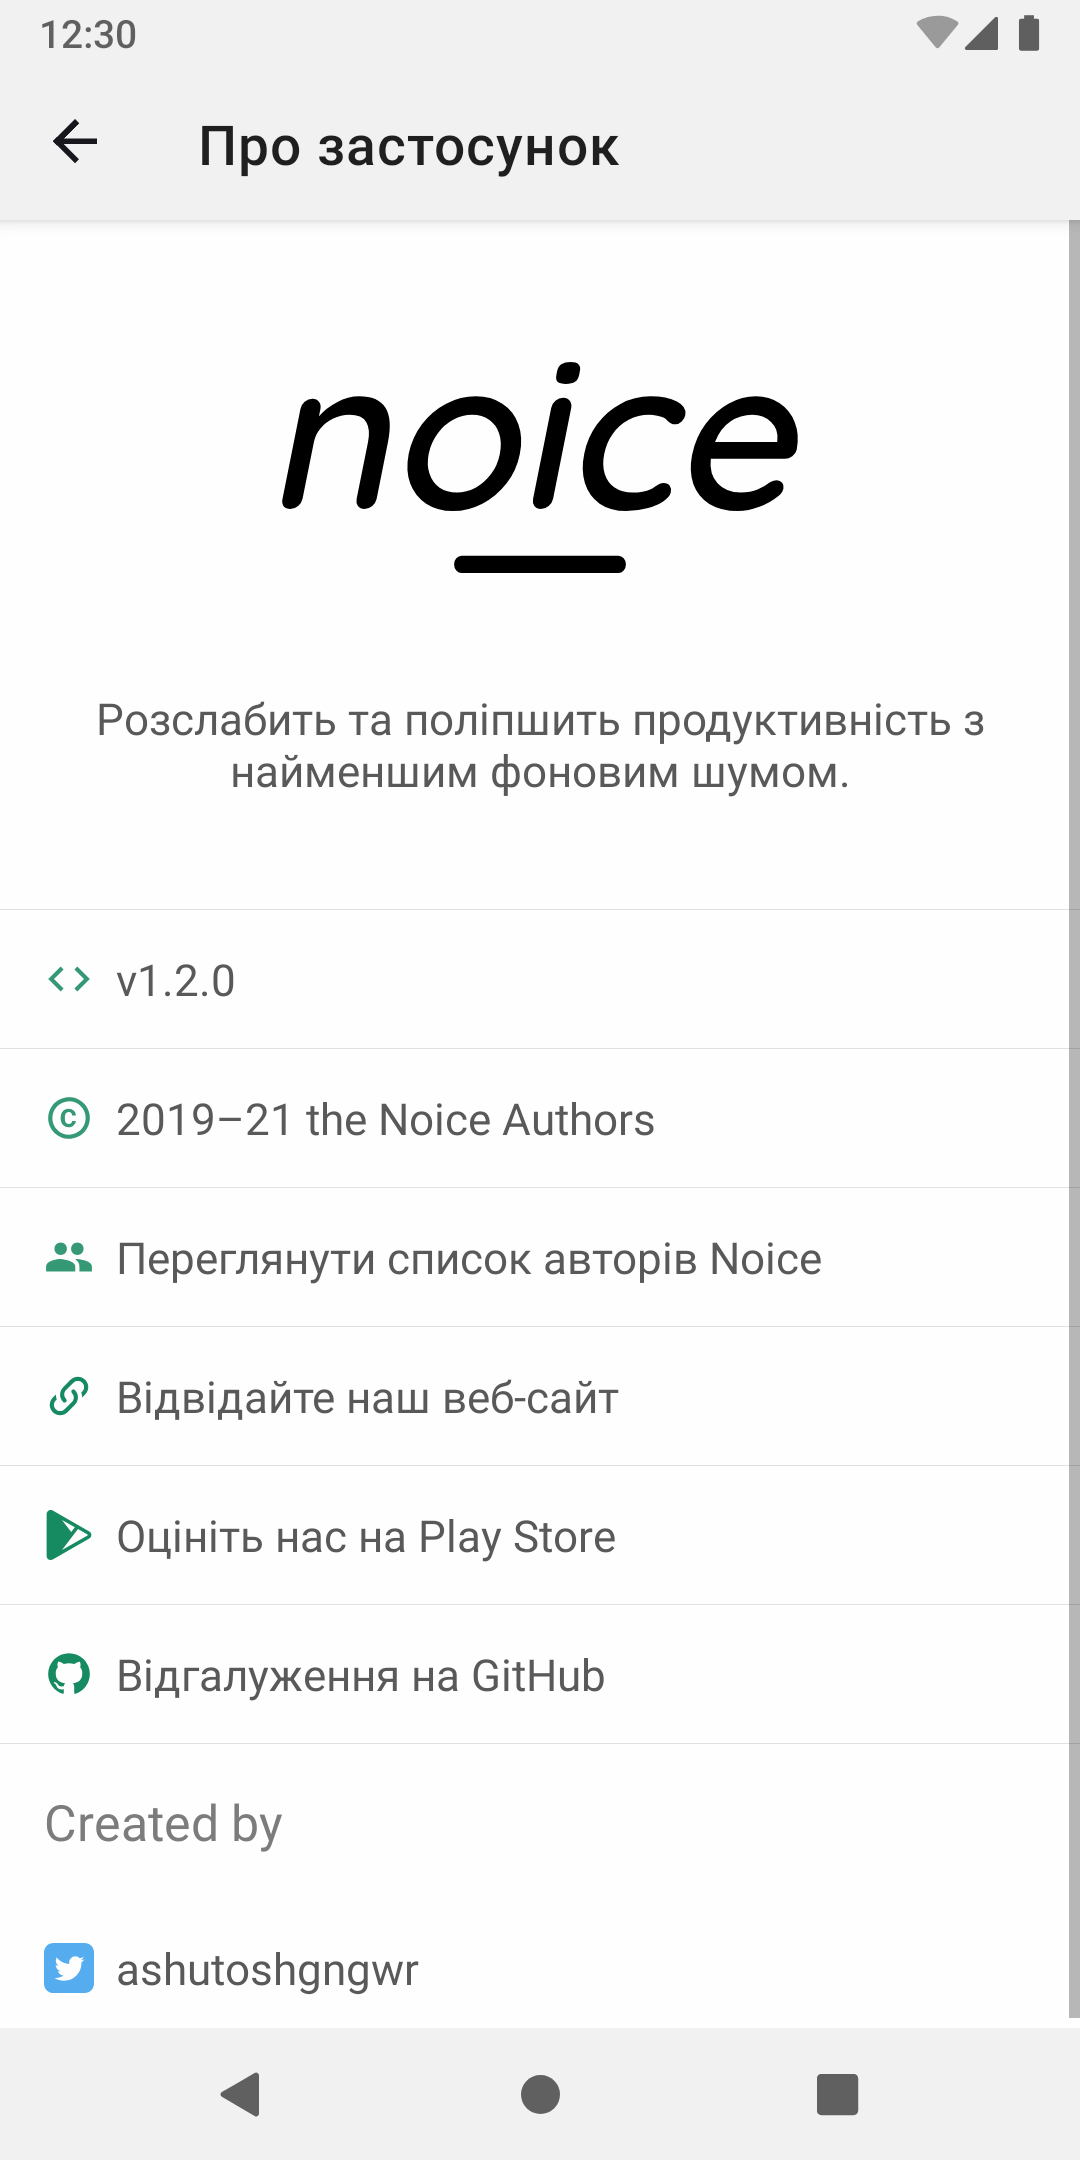 12:30
Про застосунок
noice
Розслабить та поліпшить продуктивність з
найменшим фоновим шумом.
v1.2.0
2019–21 the Noice Authors
Переглянути список авторів Noice
Відвідайте наш веб-сайт
Оцініть нас на Play Store
Відгалуження на GitHub
Created by
ashutoshgngwr